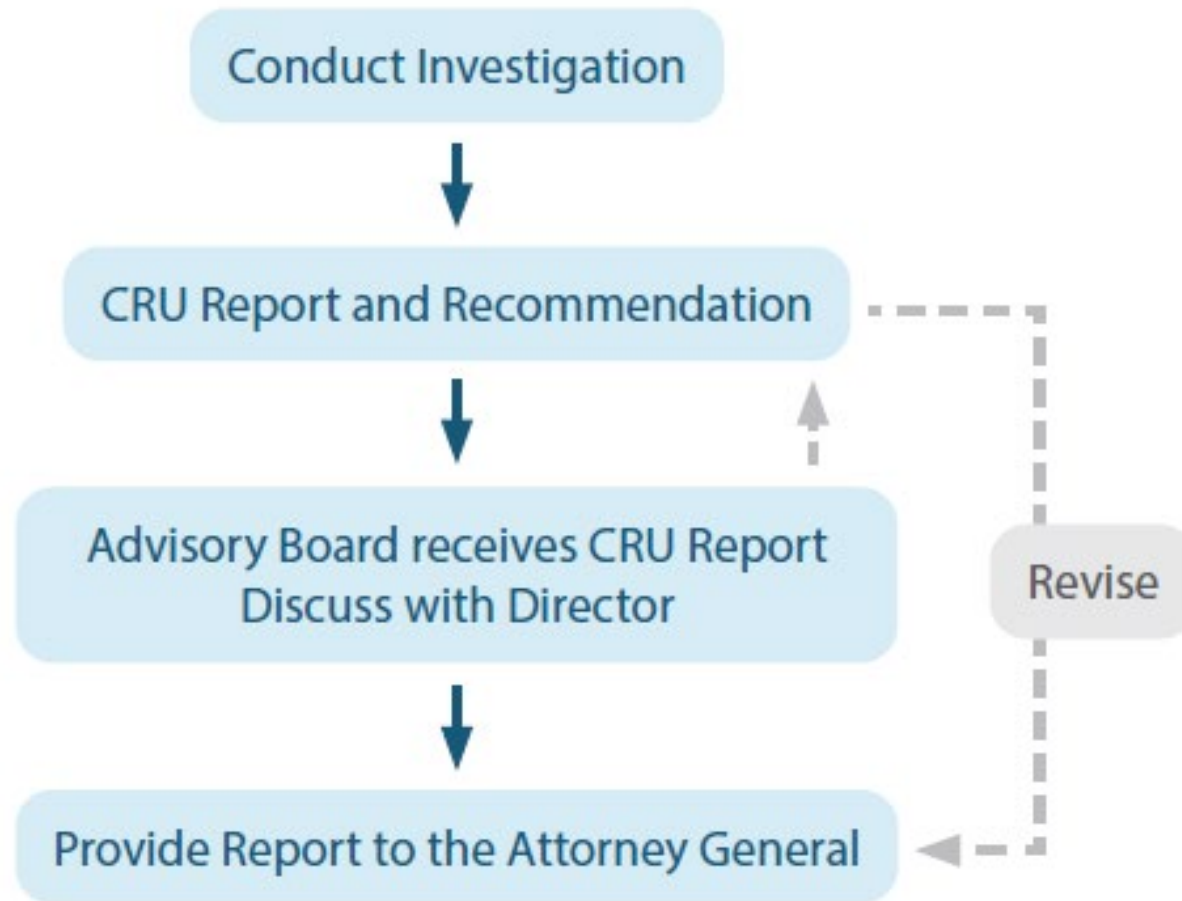 Conduct Investigation
CRU Report and Recommendation
Advisory Board receives CRU Report
Discuss with Director
Revise
Provide Report to the Attorney General